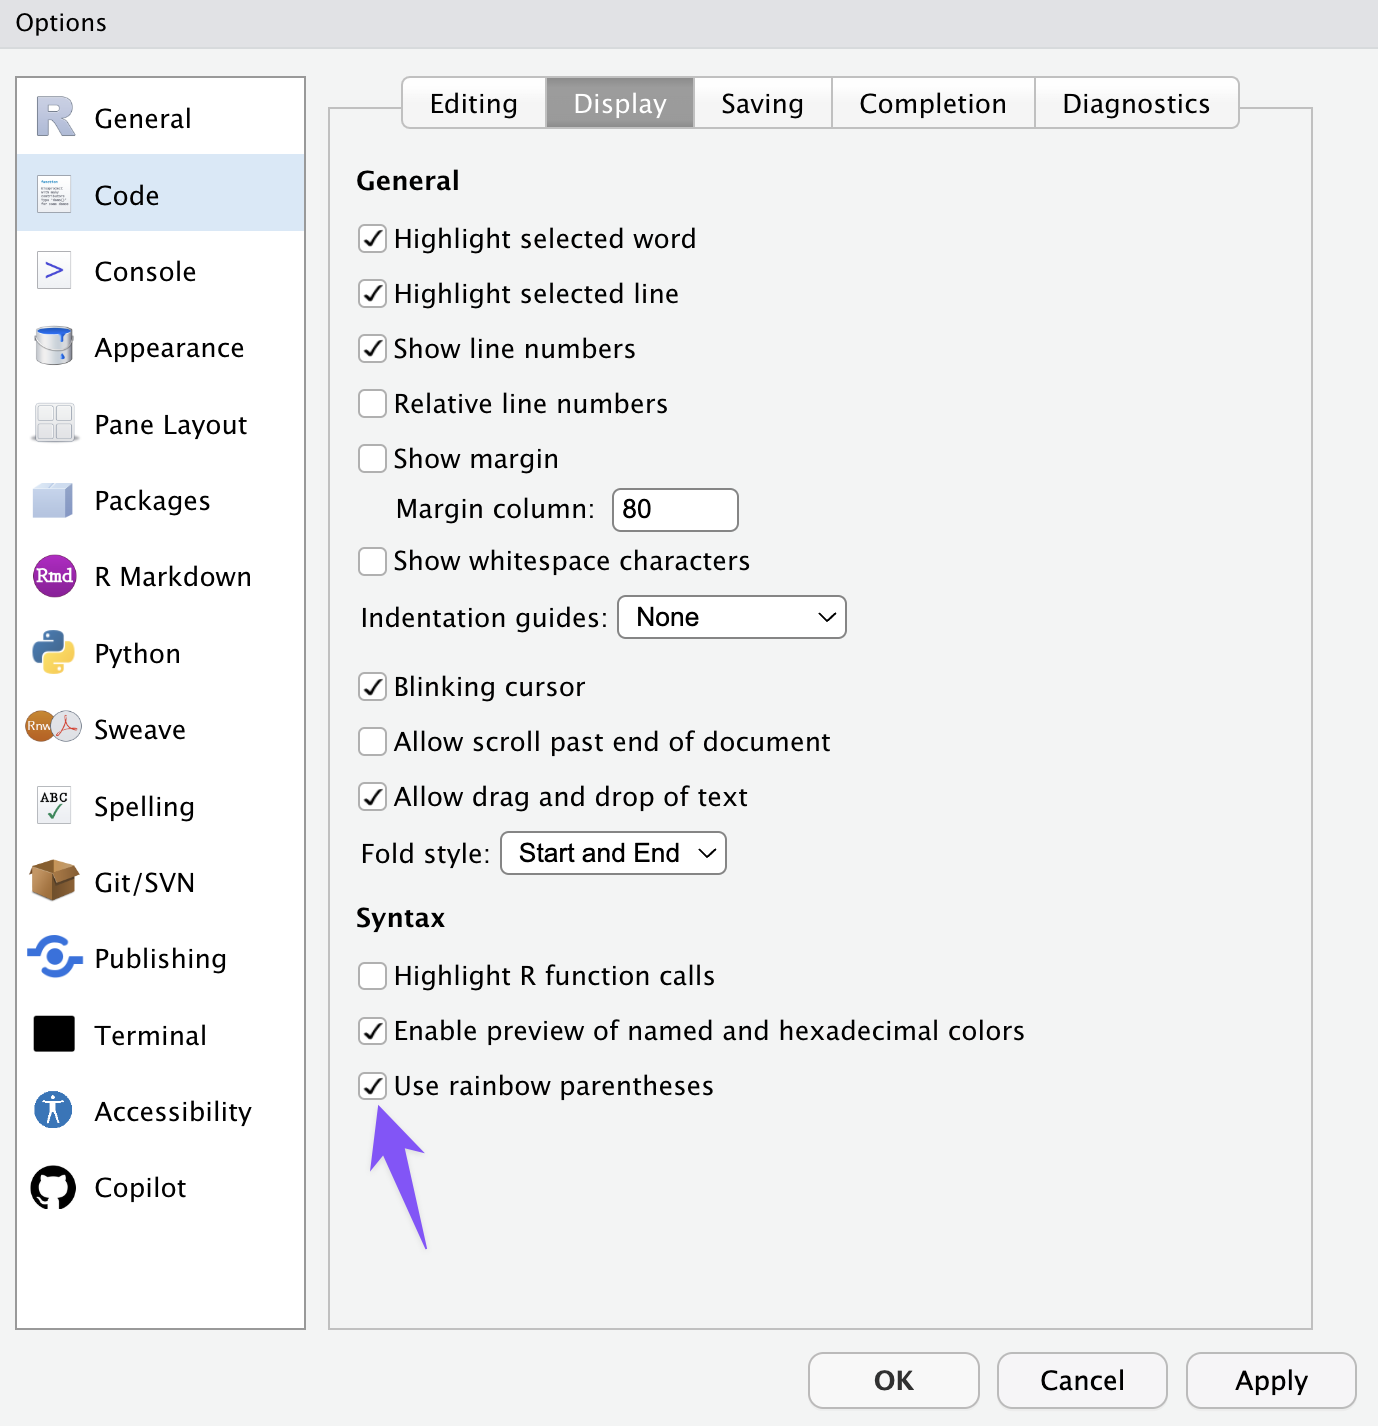 Options
General
Code
Console
Appearance
Pane Layout
Packages
Rmd
R Markdown
Python
Rnw
Sweave
ABC
Spelling
Git/SVN
Publishing
Terminal
Accessibility
Copilot
Editing Display Saving Completion Diagnostics
General
Highlight selected word
Highlight selected line
Show line numbers
Relative line numbers
Show margin
Margin column: 80
Show whitespace characters
Indentation guides: None
Blinking cursor
Allow scroll past end of document
Allow drag and drop of text
Fold style: Start and End
Syntax
Highlight R function calls
Enable preview of named and hexadecimal colors
Use rainbow parentheses
OK Cancel Apply